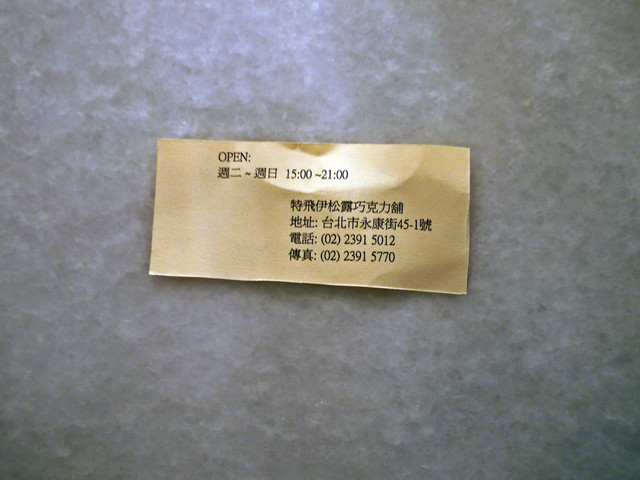 OPEN:
週二 ~ 週日 15:00 ~21:00
特飛伊松露巧克力舖
地址: 台北市永康街45-1號
電話: (02) 2391 5012
傳真: (02) 2391 5770